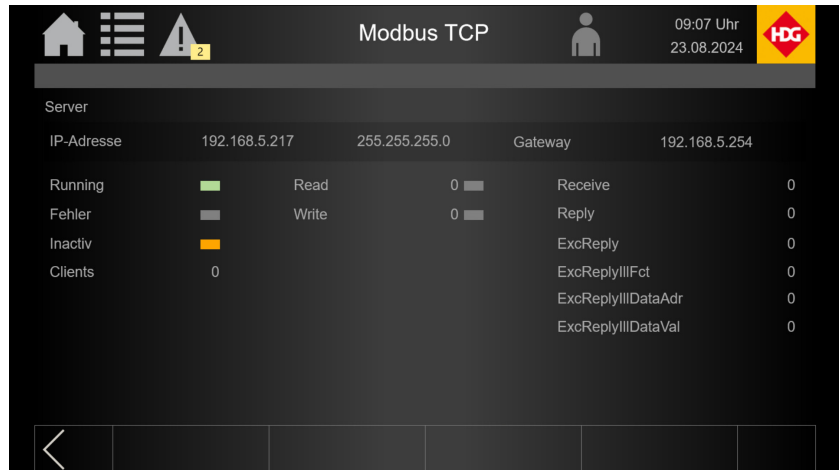 Modbus TCP
2
09:07 Uhr
23.08.2024
HDG
Server
IP-Adresse 192.168.5.217 255.255.255.0 Gateway 192.168.5.254
Running Read 0 Receive 0
Fehler Write 0 Reply 0
Inactiv ExcReply 0
Clients 0 ExcReplyIllFct 0
ExcReplyIllDataAdr 0
ExcReplyIllDataVal 0